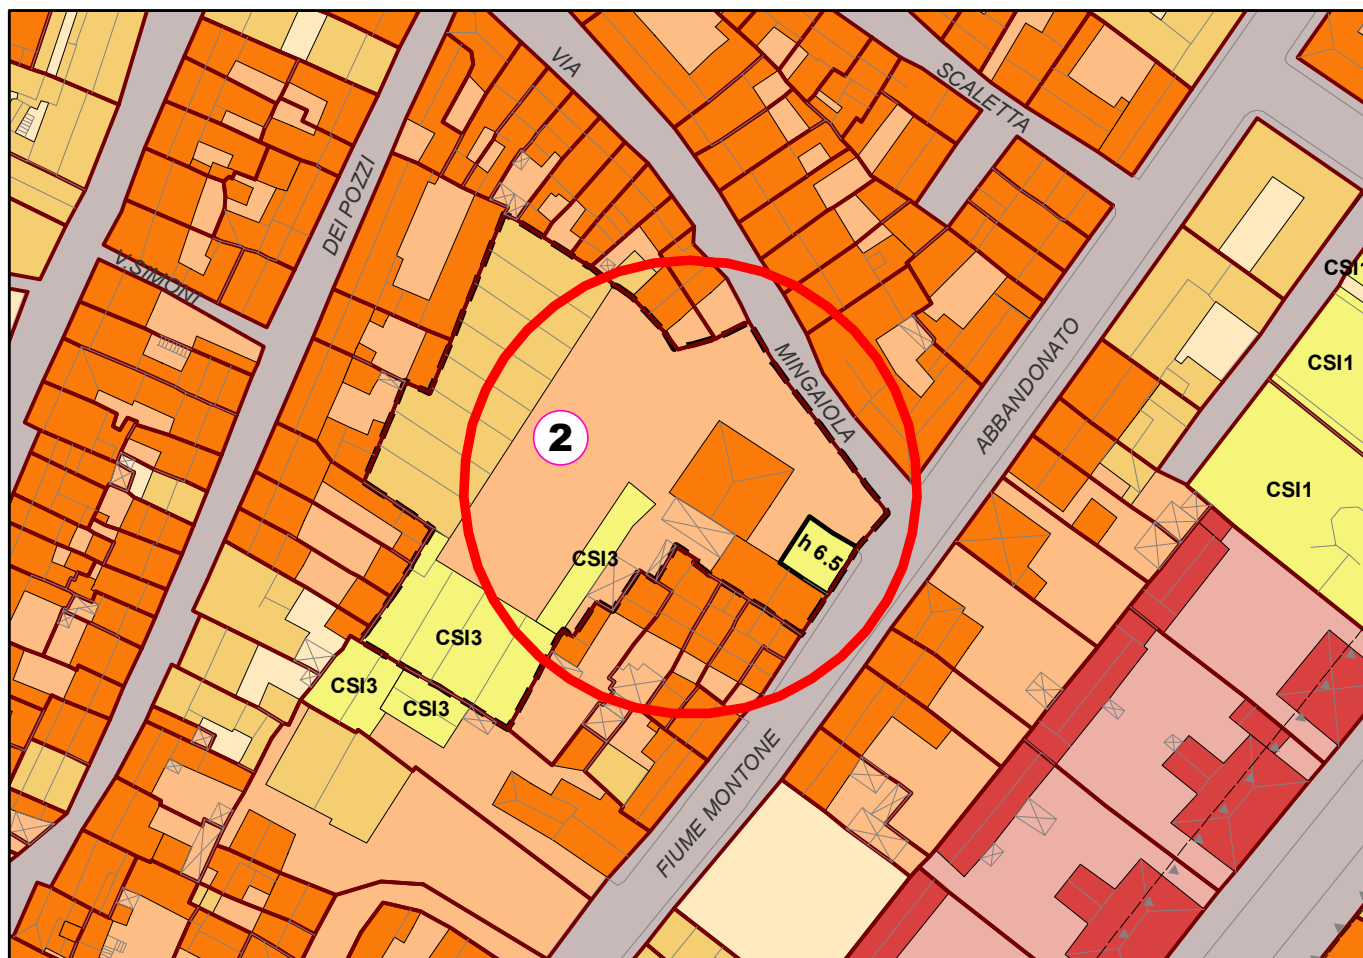 VIA
SCALETTA
DEI POZZI
V.SIMONI
CSI1
MINGAIOLA
ABBANDONATO
CSI1
2
CSI1
h 6.5
CSI3
CSI3
CSI3
CSI3
FIUME MONTONE